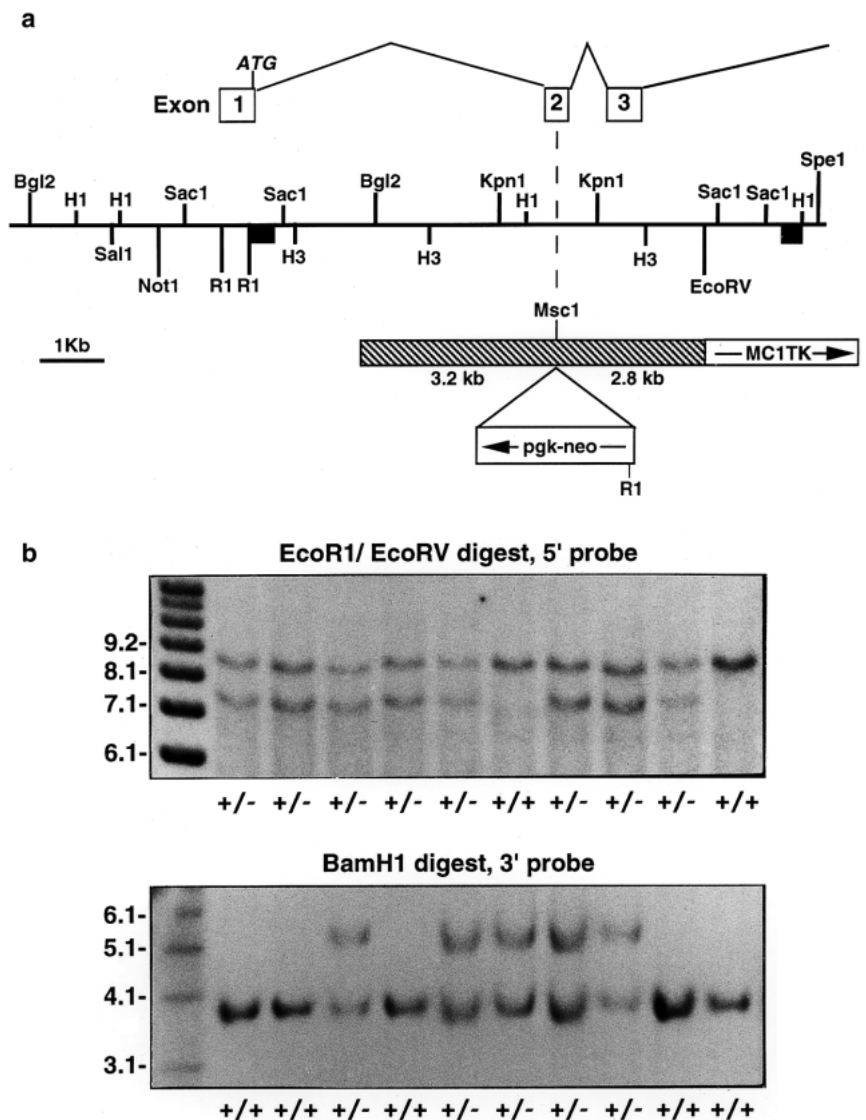 a
ATG
Exon 1 2 3
Spe1
Bgl2 H1 H1 Sac1 Sac1 Bgl2 Kpn1 H1 Kpn1 Sac1 Sac1 H1
Sal1 H3 H3 H3
Not1 R1 R1 EcoRV
Msc1
1Kb
MC1TK
3.2 kb 2.8 kb
pgk-neo
R1
b
EcoR1/ EcoRV digest, 5' probe
9.2-
8.1-
7.1-
6.1-
+/- +/- +/- +/- +/- +/+ +/- +/- +/- +/+
BamH1 digest, 3' probe
6.1-
5.1-
4.1-
3.1-
+/+ +/+ +/- +/+ +/- +/- +/- +/- +/+ +/+